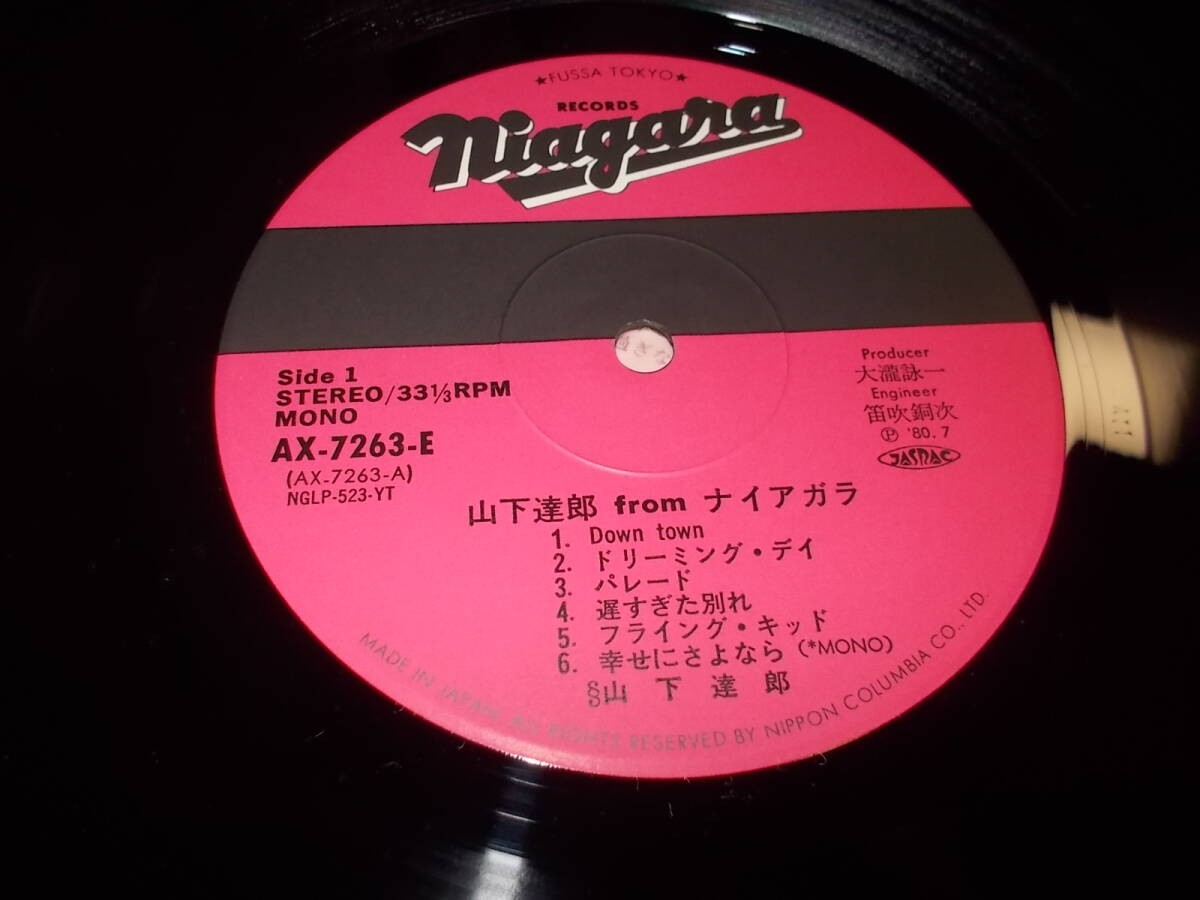 ★FUSSA TOKYO★
RECORDS
Niagara
Side 1
STEREO/33 1/3 RPM
MONO
AX-7263-E
(AX-7263-A)
NGLP-523-YT
Producer
大瀧詠一
Engineer
笛吹銅次
Ⓟ '80.7
JASRAC
山下達郎 from ナイアガラ
1. Down town
2. ドリーミング・デイ
3. パレード
4. 遅すぎた別れ
5. フライング・キッド
6. 幸せにさよなら (*MONO)
§山下達郎
MADE IN JAPAN. ALL RIGHTS RESERVED BY NIPPON COLUMBIA CO., LTD.